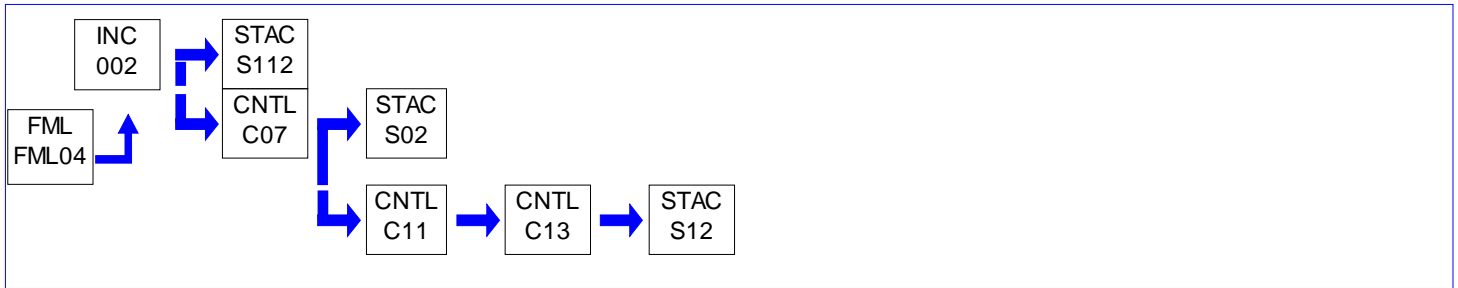 INC
002
STAC
S112
FML
FML04
CNTL
C07
STAC
S02
CNTL
C11
CNTL
C13
STAC
S12